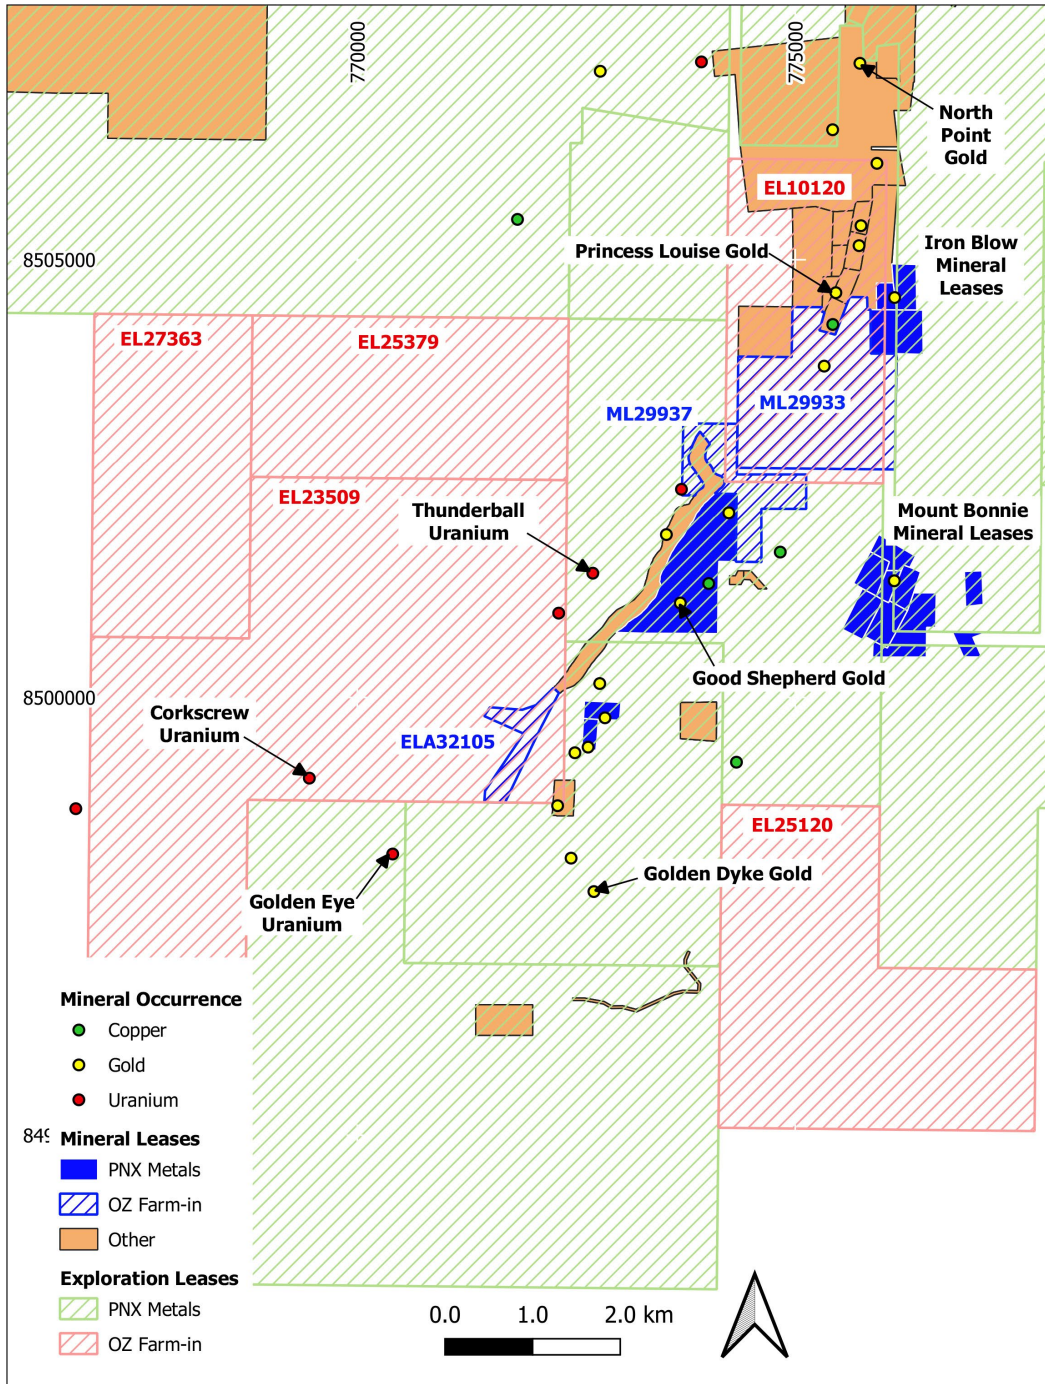 770000
775000
North
Point
Gold
EL10120
8505000
Princess Louise Gold
Iron Blow
Mineral
Leases
EL27363
EL25379
ML29937
ML29933
EL23509
Thunderball
Uranium
Mount Bonnie
Mineral Leases
8500000
Good Shepherd Gold
Corkscrew
Uranium
ELA32105
EL25120
Golden Dyke Gold
Golden Eye
Uranium
Mineral Occurrence
Copper
Gold
Uranium
849
Mineral Leases
PNX Metals
OZ Farm-in
Other
Exploration Leases
PNX Metals
OZ Farm-in
0.0 1.0 2.0 km